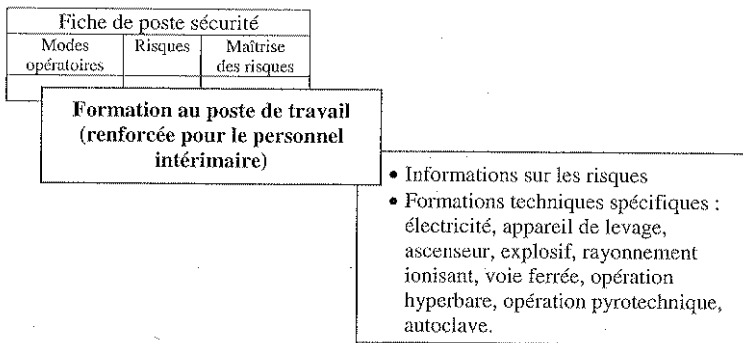 Fiche de poste sécurité
Modes opératoires
Risques
Maîtrise des risques
Formation au poste de travail
(renforcée pour le personnel
intérimaire)
• Informations sur les risques
• Formations techniques spécifiques :
électricité, appareil de levage,
ascenseur, explosif, rayonnement
ionisant, voie ferrée, opération
hyperbare, opération pyrotechnique,
autoclave.